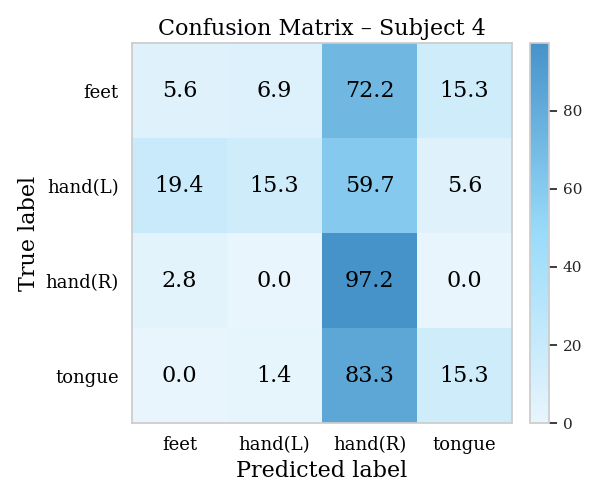 Confusion Matrix – Subject 4
True label
feet 5.6 6.9 72.2 15.3
hand(L) 19.4 15.3 59.7 5.6
hand(R) 2.8 0.0 97.2 0.0
tongue 0.0 1.4 83.3 15.3
feet hand(L) hand(R) tongue
Predicted label
80
60
40
20
0